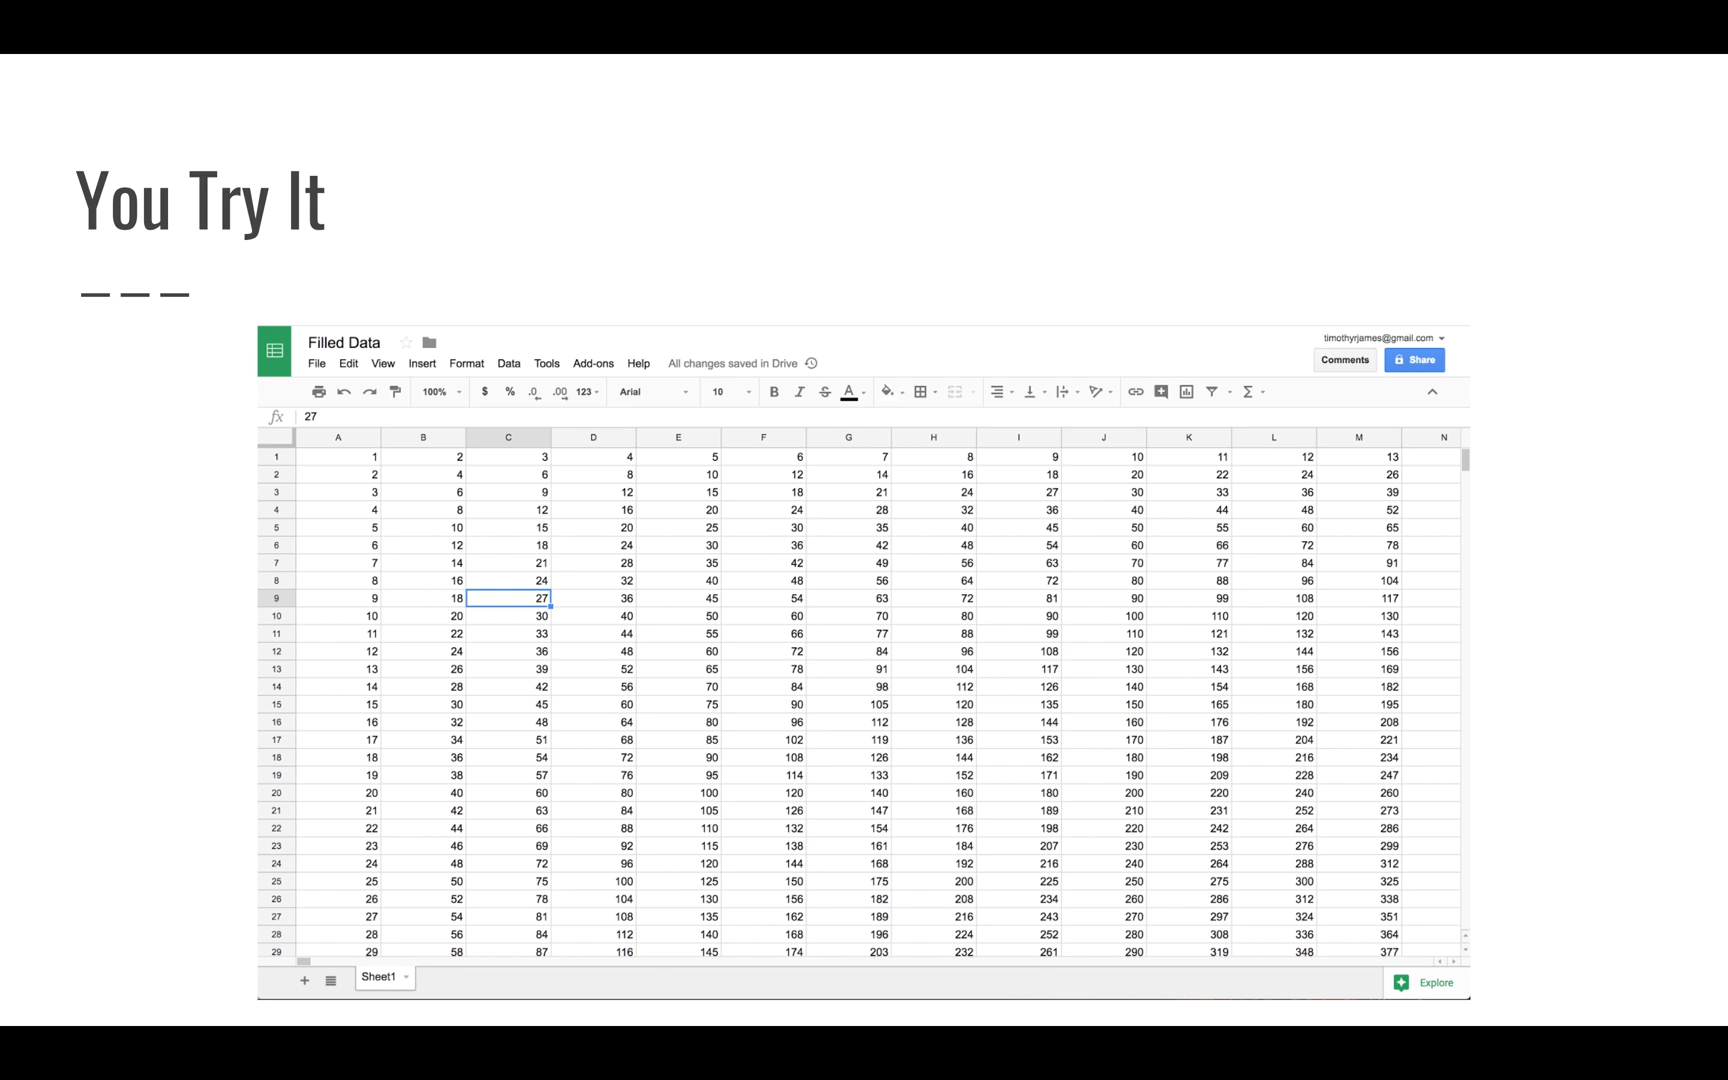 You Try It
Filled Data
timothyrjames@gmail.com
File Edit View Insert Format Data Tools Add-ons Help All changes saved in Drive
Comments Share
100% $ % .0 .00 123 Arial 10 B I S A
fx 27
A B C D E F G H I J K L M N
1 1 2 3 4 5 6 7 8 9 10 11 12 13
2 2 4 6 8 10 12 14 16 18 20 22 24 26
3 3 6 9 12 15 18 21 24 27 30 33 36 39
4 4 8 12 16 20 24 28 32 36 40 44 48 52
5 5 10 15 20 25 30 35 40 45 50 55 60 65
6 6 12 18 24 30 36 42 48 54 60 66 72 78
7 7 14 21 28 35 42 49 56 63 70 77 84 91
8 8 16 24 32 40 48 56 64 72 80 88 96 104
9 9 18 27 36 45 54 63 72 81 90 99 108 117
10 10 20 30 40 50 60 70 80 90 100 110 120 130
11 11 22 33 44 55 66 77 88 99 110 121 132 143
12 12 24 36 48 60 72 84 96 108 120 132 144 156
13 13 26 39 52 65 78 91 104 117 130 143 156 169
14 14 28 42 56 70 84 98 112 126 140 154 168 182
15 15 30 45 60 75 90 105 120 135 150 165 180 195
16 16 32 48 64 80 96 112 128 144 160 176 192 208
17 17 34 51 68 85 102 119 136 153 170 187 204 221
18 18 36 54 72 90 108 126 144 162 180 198 216 234
19 19 38 57 76 95 114 133 152 171 190 209 228 247
20 20 40 60 80 100 120 140 160 180 200 220 240 260
21 21 42 63 84 105 126 147 168 189 210 231 252 273
22 22 44 66 88 110 132 154 176 198 220 242 264 286
23 23 46 69 92 115 138 161 184 207 230 253 276 299
24 24 48 72 96 120 144 168 192 216 240 264 288 312
25 25 50 75 100 125 150 175 200 225 250 275 300 325
26 26 52 78 104 130 156 182 208 234 260 286 312 338
27 27 54 81 108 135 162 189 216 243 270 297 324 351
28 28 56 84 112 140 168 196 224 252 280 308 336 364
29 29 58 87 116 145 174 203 232 261 290 319 348 377
Sheet1
Explore